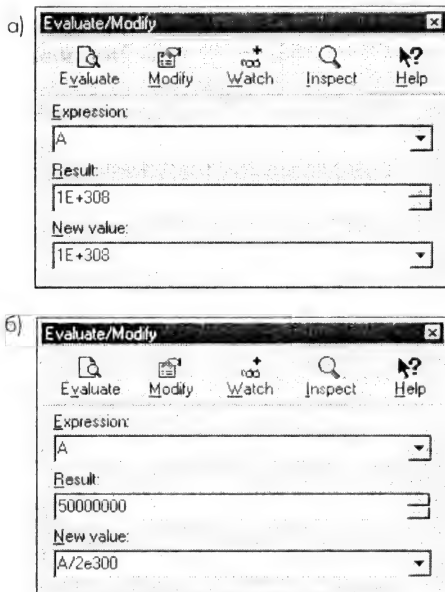 а)
Evaluate/Modify
Evaluate Modify Watch Inspect Help
Expression:
A
Result:
1E+308
New value:
1E+308
б)
Evaluate/Modify
Evaluate Modify Watch Inspect Help
Expression:
A
Result:
50000000
New value:
A/2e300